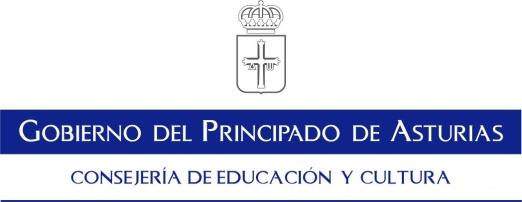 GOBIERNO DEL PRINCIPADO DE ASTURIAS
CONSEJERÍA DE EDUCACIÓN Y CULTURA